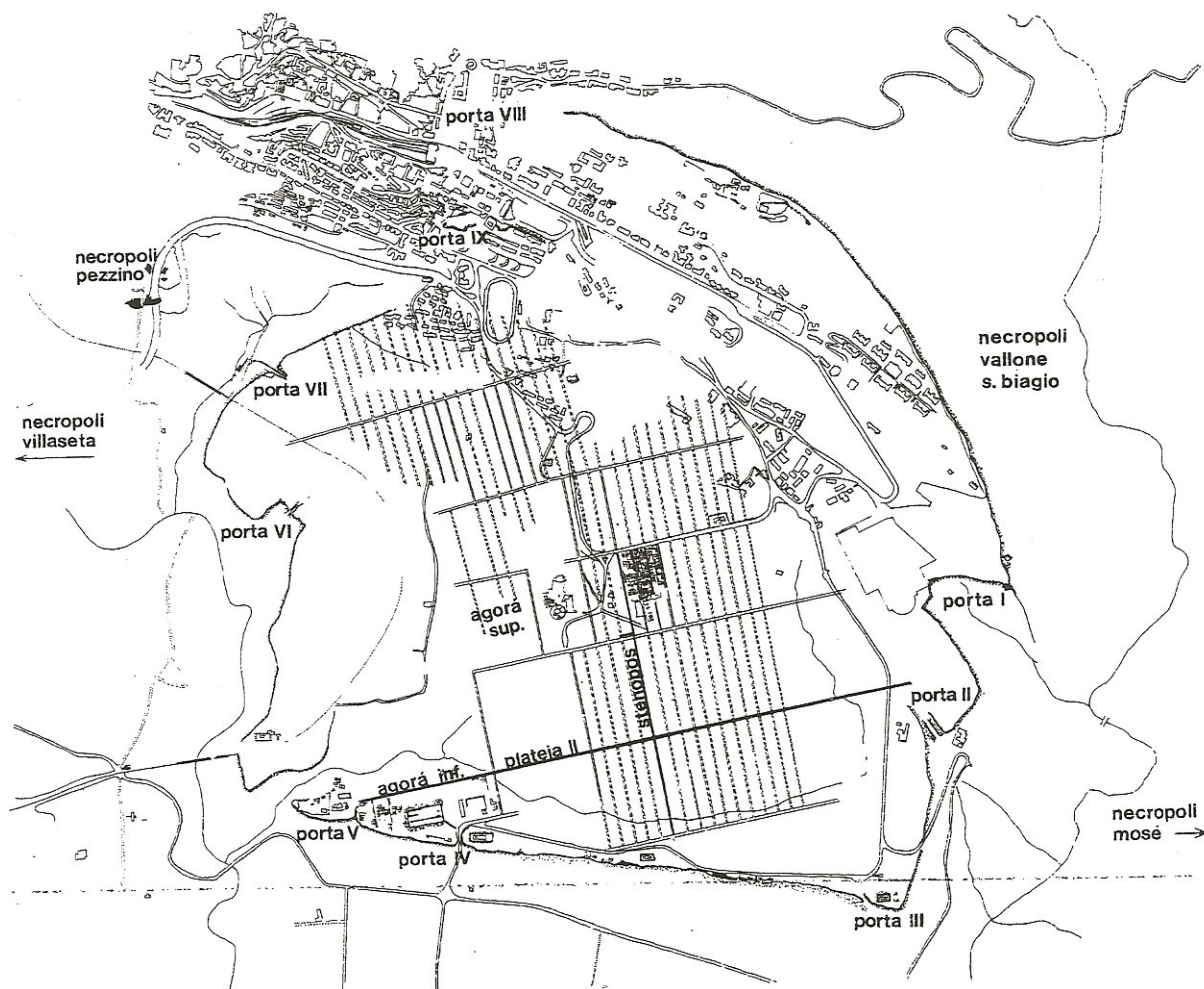 porta VIII
porta IX
necropoli
pezzino
porta VII
necropoli
vallone
s. biagio
necropoli
villaseta
porta VI
agorá
sup.
porta I
stenopos
porta II
plateia II
agorá inf.
porta V
porta IV
necropoli
mosé
porta III